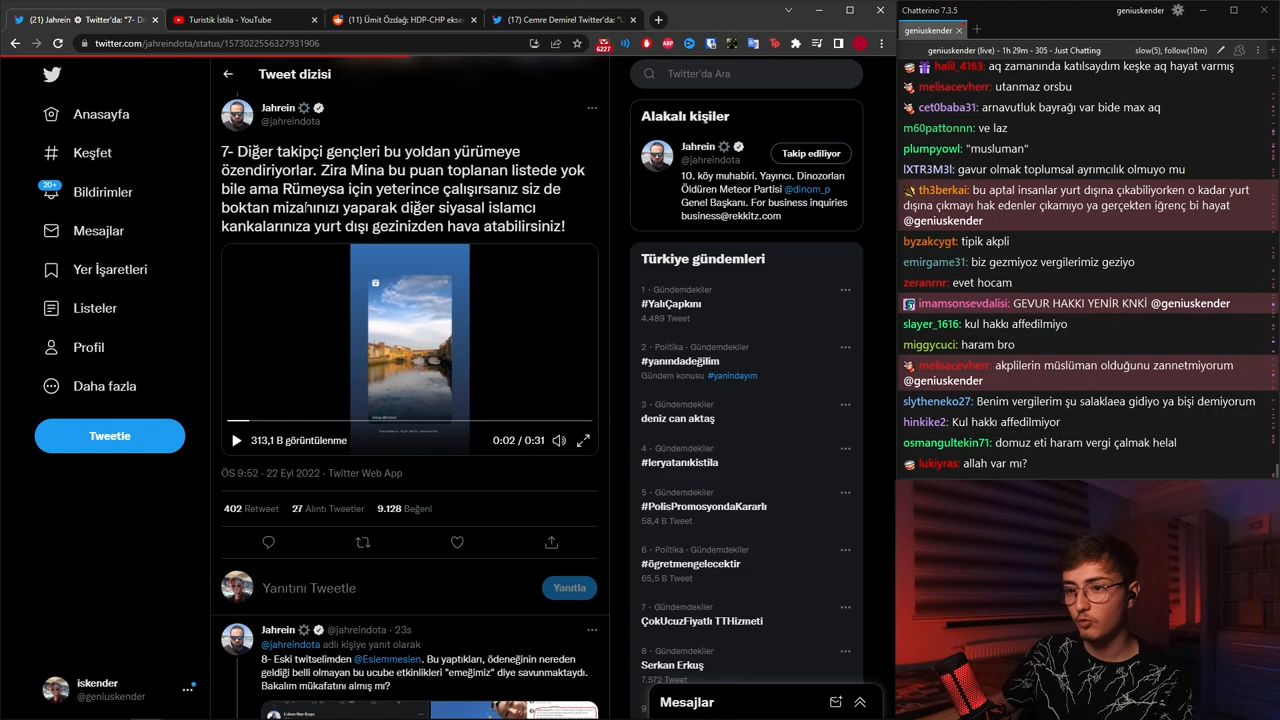 (21) Jahrein ⚙ Twitter'da: "7- D
Turistik İstila - YouTube
(3) Ümit Özdağ: HDP-CHP ekse
(17) Cemre Demirel Twitter'da: "L
twitter.com/jahreindota/status/1573022556327931906
6227
ABP
Tp
Anasayfa
Keşfet
20+
Bildirimler
Mesajlar
Yer İşaretleri
Listeler
Profil
Daha fazla
Tweetle
iskender
@geniuskender
Tweet dizisi
Jahrein
@jahreindota
7- Diğer takipçi gençleri bu yoldan yürümeye
özendiriyorlar. Zira Mina bu puan toplanan listede yok
bile ama Rümeysa için yeterince çalışırsanız siz de
boktan mizahınızı yaparak diğer siyasal islamcı
kankalarınıza yurt dışı gezinizden hava atabilirsiniz!
313,1 B görüntülenme
0:02 / 0:31
ÖS 9:52 · 22 Eyl 2022 · Twitter Web App
402 Retweet 27 Alıntı Tweetler 9.128 Beğeni
Yanıtını Tweetle
Yanıtla
Jahrein @jahreindota · 23s
@jahreindota adlı kişiye yanıt olarak
8- Eski twitselimden @Eslemmeslen. Bu yaptıkları, ödeneğinin nereden
geldiği belli olmayan bu ucube etkinlikleri "emeğimiz" diye savunmaktaydı.
Bakalım mükafatını almış mı?
Twitter'da Ara
Alakalı kişiler
Jahrein
@jahreindota
Takip ediliyor
10. köy muhabiri. Yayıncı. Dinozorları
Öldüren Meteor Partisi @dinom_p
Genel Başkanı. For business inquiries
business@rekkitz.com
Türkiye gündemleri
1 · Gündemdekiler
#YalıÇapkını
4.489 Tweet
2 · Politika · Gündemdekiler
#yanındadeğilim
Gündem konusu #yanindayım
3 · Gündemdekiler
deniz can aktaş
4 · Gündemdekiler
#leryatanıkistila
5 · Gündemdekiler
#PolisPromosyondaKararlı
58,4 B Tweet
6 · Politika · Gündemdekiler
#ögretmengelecektir
65,5 B Tweet
7 · Gündemdekiler
ÇokUcuzFiyatlı TTHizmeti
8 · Gündemdekiler
Serkan Erkuş
7.572 Tweet
9
Mesajlar
Chatterino 7.3.5
geniuskender
geniuskender
geniuskender (live) - 1h 29m - 305 - Just Chatting
slow(5), follow(10m)
halil_4163: aq zamanında katılsaydım keşke aq hayat varmış
melisacevherr: utanmaz orsbu
cet0baba31: arnavutluk bayrağı var bide max aq
m60pattonnn: ve laz
plumpyowl: "musluman"
lXTR3M3l: gavur olmak toplumsal ayrımcılık olmuyo mu
th3berkai: bu aptal insanlar yurt dışına çıkabiliyorken o kadar yurt
dışına çıkmayı hak edenler çıkamıyo ya gerçekten iğrenç bi hayat
@geniuskender
byzakcygt: tipik akpli
emirgame31: biz gezmiyoz vergilerimiz geziyo
zeranrnr: evet hocam
imamsonsevdalisi: GEVUR HAKKI YENİR KNKİ @geniuskender
slayer_1616: kul hakkı affedilmiyo
miggycuci: haram bro
melisacevherr: akplilerin müslüman olduğunu zannetmiyorum
@geniuskender
slytheneko27: Benim vergilerim şu salaklara gidiyo ya bişi demiyorum
hinkike2: Kul hakkı affedilmiyor
osmangultekin71: domuz eti haram vergi çalmak helal
lukiyras: allah var mı?